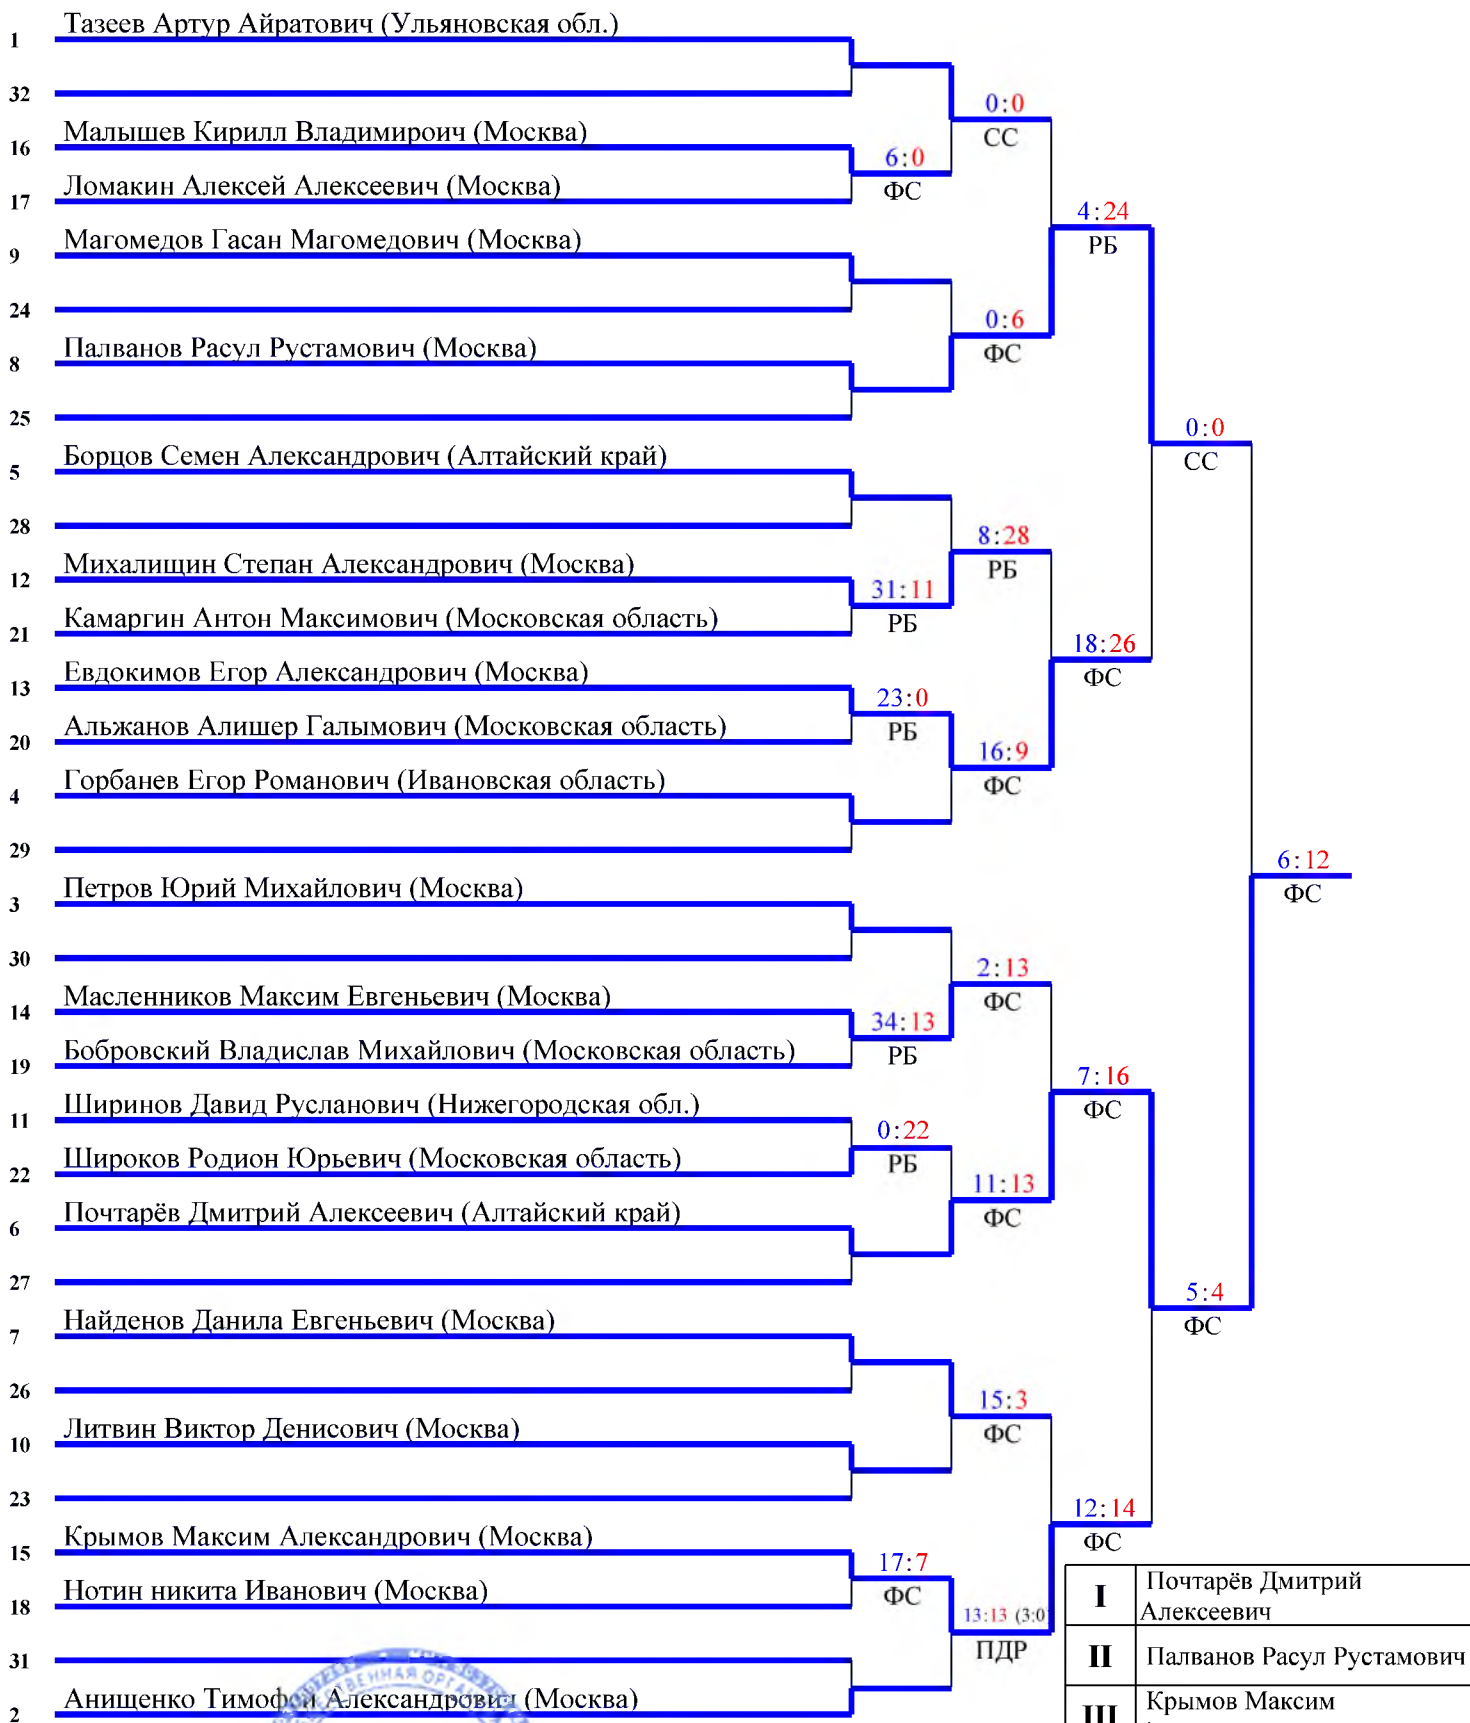 Тазеев Артур Айратович (Ульяновская обл.)
1
32
0:0
СС
Малышев Кирилл Владимироич (Москва)
16
6:0
ФС
Ломакин Алексей Алексеевич (Москва)
17
4:24
РБ
Магомедов Гасан Магомедович (Москва)
9
24
0:6
ФС
Палванов Расул Рустамович (Москва)
8
25
0:0
СС
Борцов Семен Александрович (Алтайский край)
5
28
8:28
РБ
Михалищин Степан Александрович (Москва)
12
31:11
РБ
Камаргин Антон Максимович (Московская область)
21
18:26
ФС
Евдокимов Егор Александрович (Москва)
13
23:0
РБ
Альжанов Алишер Галымович (Московская область)
20
16:9
ФС
Горбанев Егор Романович (Ивановская область)
4
29
6:12
ФС
Петров Юрий Михайлович (Москва)
3
30
2:13
ФС
Масленников Максим Евгеньевич (Москва)
14
34:13
РБ
Бобровский Владислав Михайлович (Московская область)
19
7:16
ФС
Ширинов Давид Русланович (Нижегородская обл.)
11
0:22
РБ
Широков Родион Юрьевич (Московская область)
22
11:13
ФС
Почтарёв Дмитрий Алексеевич (Алтайский край)
6
27
5:4
ФС
Найденов Данила Евгеньевич (Москва)
7
26
15:3
ФС
Литвин Виктор Денисович (Москва)
10
23
12:14
ФС
Крымов Максим Александрович (Москва)
15
17:7
ФС
Нотин никита Иванович (Москва)
18
13:13 (3:0
ПДР
31
Анищенко Тимофей Александрович (Москва)
2
I Почтарёв Дмитрий
Алексеевич
II Палванов Расул Рустамович
III Крымов Максим